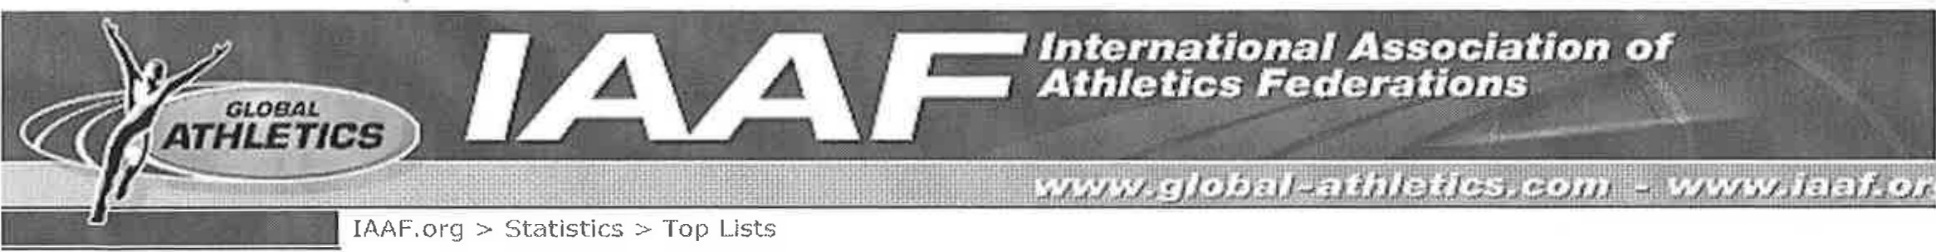 GLOBAL
ATHLETICS
IAAF
International Association of
Athletics Federations
www.global-athletics.com - www.iaaf.or
IAAF.org > Statistics > Top Lists